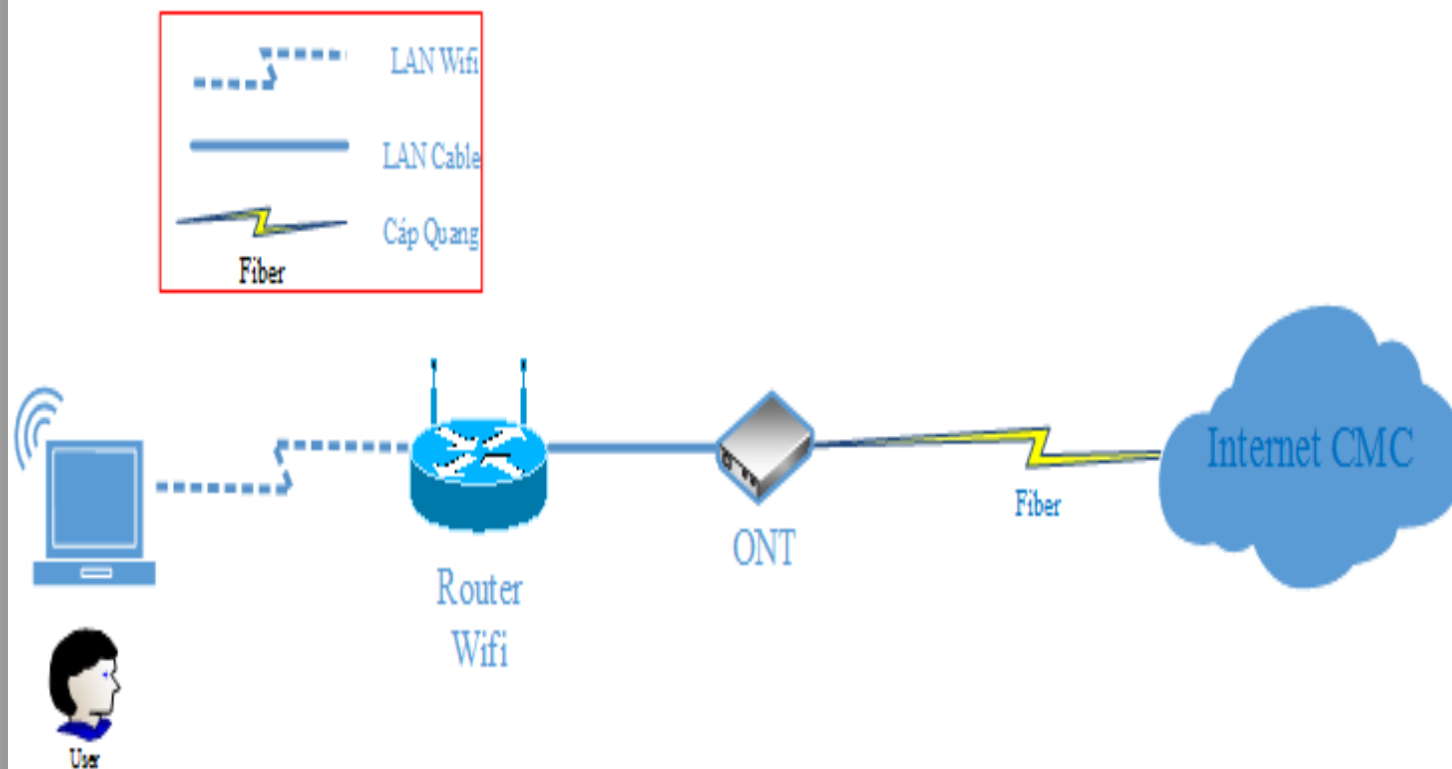 LAN Wifi
LAN Cable
Cáp Quang
Fiber
Internet CMC
Fiber
ONT
Router
Wifi
User